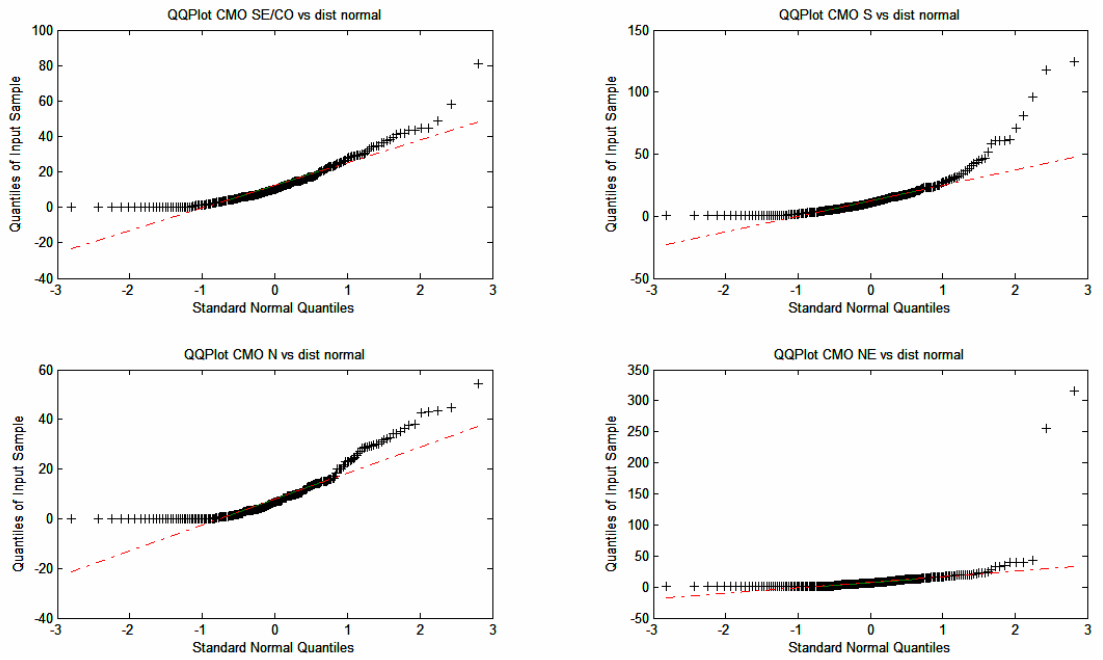 QQPlot CMO SE/CO vs dist normal
100
80
60
40
20
0
-20
-40
Quantiles of Input Sample
-3 -2 -1 0 1 2 3
Standard Normal Quantiles
QQPlot CMO S vs dist normal
150
100
50
0
-50
Quantiles of Input Sample
-3 -2 -1 0 1 2 3
Standard Normal Quantiles
QQPlot CMO N vs dist normal
60
40
20
0
-20
-40
Quantiles of Input Sample
-3 -2 -1 0 1 2 3
Standard Normal Quantiles
QQPlot CMO NE vs dist normal
350
300
250
200
150
100
50
0
-50
Quantiles of Input Sample
-3 -2 -1 0 1 2 3
Standard Normal Quantiles